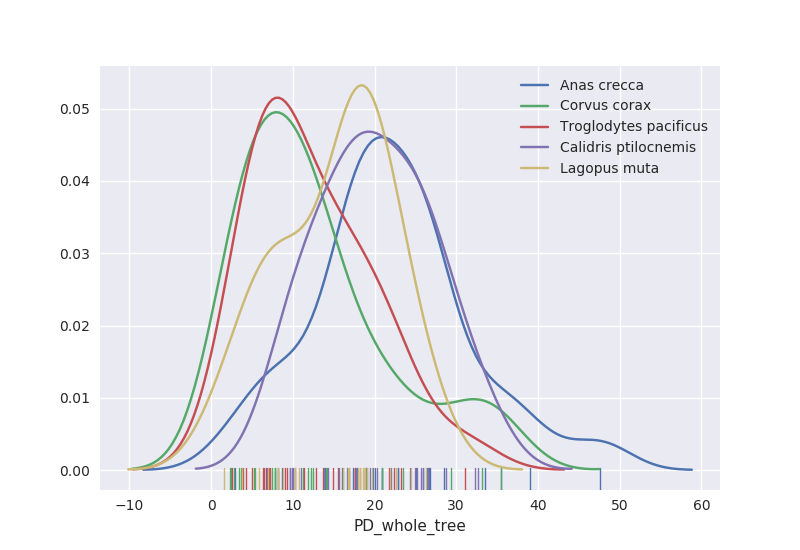 Anas crecca
Corvus corax
Troglodytes pacificus
Calidris ptilocnemis
Lagopus muta
0.05
0.04
0.03
0.02
0.01
0.00
−10 0 10 20 30 40 50 60
PD_whole_tree